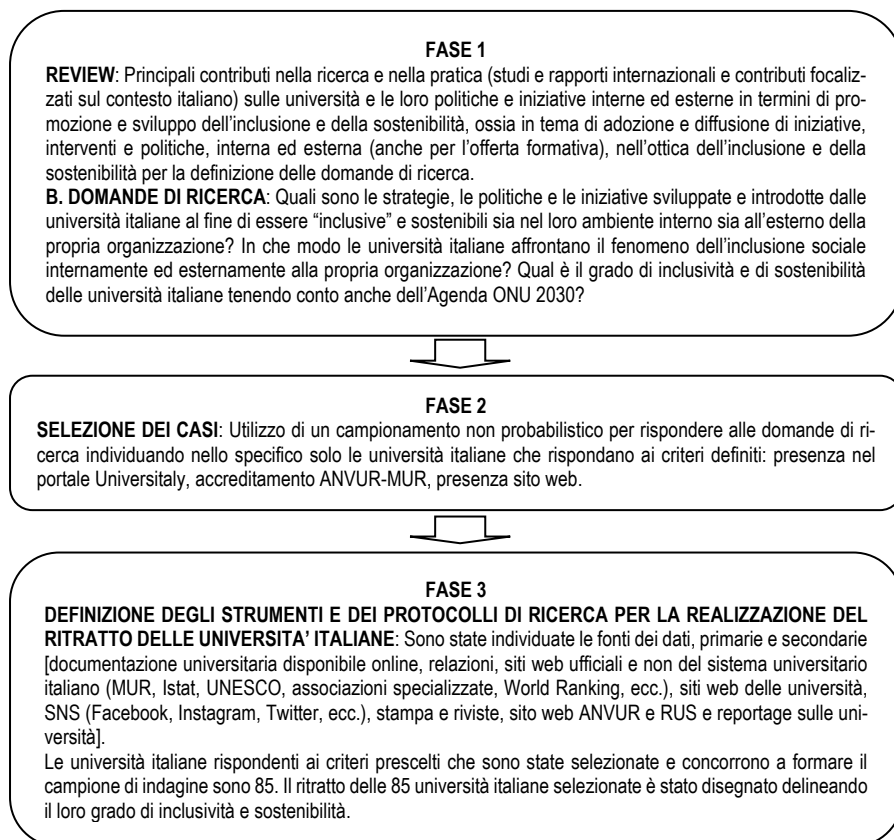 FASE 1
REVIEW: Principali contributi nella ricerca e nella pratica (studi e rapporti internazionali e contributi focaliz-
zati sul contesto italiano) sulle università e le loro politiche e iniziative interne ed esterne in termini di pro-
mozione e sviluppo dell'inclusione e della sostenibilità, ossia in tema di adozione e diffusione di iniziative,
interventi e politiche, interna ed esterna (anche per l'offerta formativa), nell'ottica dell'inclusione e della
sostenibilità per la definizione delle domande di ricerca.
B. DOMANDE DI RICERCA: Quali sono le strategie, le politiche e le iniziative sviluppate e introdotte dalle
università italiane al fine di essere “inclusive” e sostenibili sia nel loro ambiente interno sia all'esterno della
propria organizzazione? In che modo le università italiane affrontano il fenomeno dell'inclusione sociale
internamente ed esternamente alla propria organizzazione? Qual è il grado di inclusività e di sostenibilità
delle università italiane tenendo conto anche dell'Agenda ONU 2030?
FASE 2
SELEZIONE DEI CASI: Utilizzo di un campionamento non probabilistico per rispondere alle domande di ri-
cerca individuando nello specifico solo le università italiane che rispondano ai criteri definiti: presenza nel
portale Universitaly, accreditamento ANVUR-MUR, presenza sito web.
FASE 3
DEFINIZIONE DEGLI STRUMENTI E DEI PROTOCOLLI DI RICERCA PER LA REALIZZAZIONE DEL
RITRATTO DELLE UNIVERSITA' ITALIANE: Sono state individuate le fonti dei dati, primarie e secondarie
[documentazione universitaria disponibile online, relazioni, siti web ufficiali e non del sistema universitario
italiano (MUR, Istat, UNESCO, associazioni specializzate, World Ranking, ecc.), siti web delle università,
SNS (Facebook, Instagram, Twitter, ecc.), stampa e riviste, sito web ANVUR e RUS e reportage sulle uni-
versità].
Le università italiane rispondenti ai criteri prescelti che sono state selezionate e concorrono a formare il
campione di indagine sono 85. Il ritratto delle 85 università italiane selezionate è stato disegnato delineando
il loro grado di inclusività e sostenibilità.